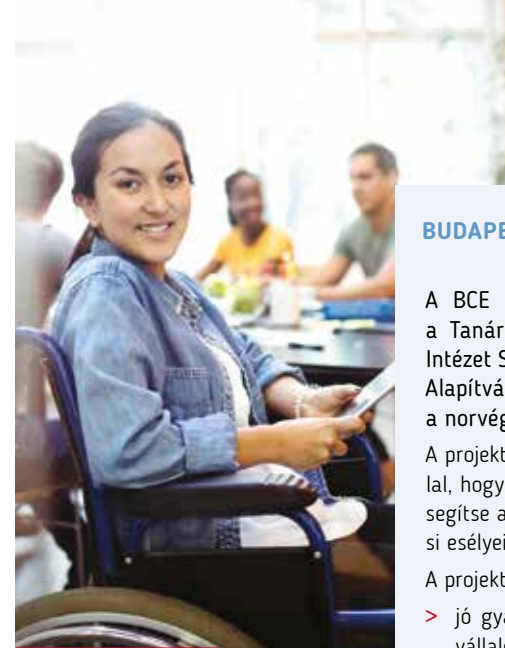 BUDAPE
A BCE
a Tanár
Intézet S
Alapítvá
a norvég
A projekt
lal, hogy
segítse a
si esélyei
A projekt
> jó gya
vállal